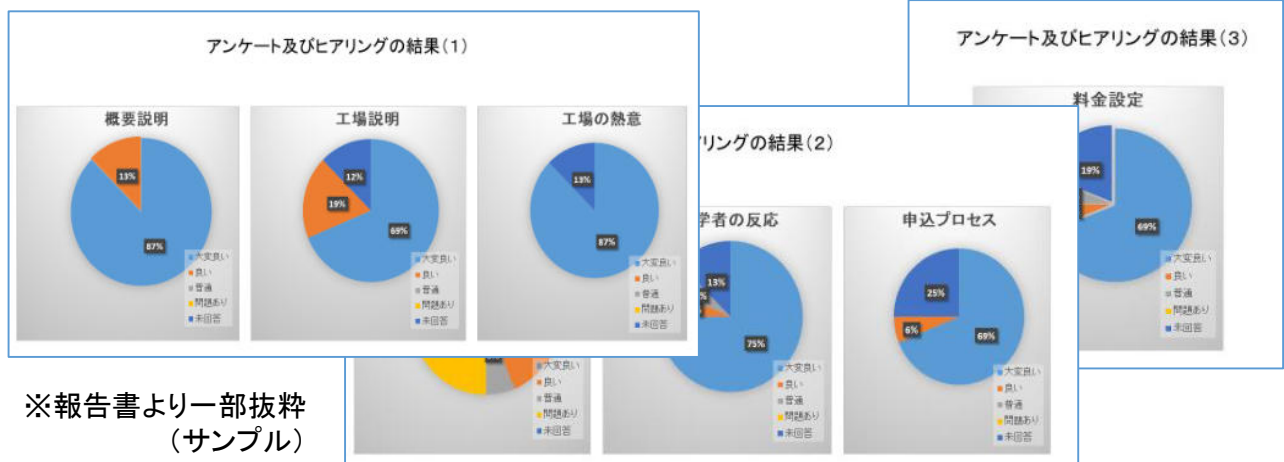 アンケート及びヒアリングの結果(1)
概要説明
13%
87%
大変良い
良い
普通
問題あり
未回答
工場説明
12%
19%
69%
大変良い
良い
普通
問題あり
未回答
工場の熱意
13%
87%
大変良い
良い
普通
問題あり
未回答
リングの結果(2)
大変良い
良い
普通
問題あり
未回答
学者の反応
13%
%
75%
大変良い
良い
普通
問題あり
未回答
申込プロセス
25%
6%
69%
大変良い
良い
普通
問題あり
未回答
アンケート及びヒアリングの結果(3)
料金設定
19%
69%
大変良い
良い
普通
問題あり
未回答
※報告書より一部抜粋
(サンプル)